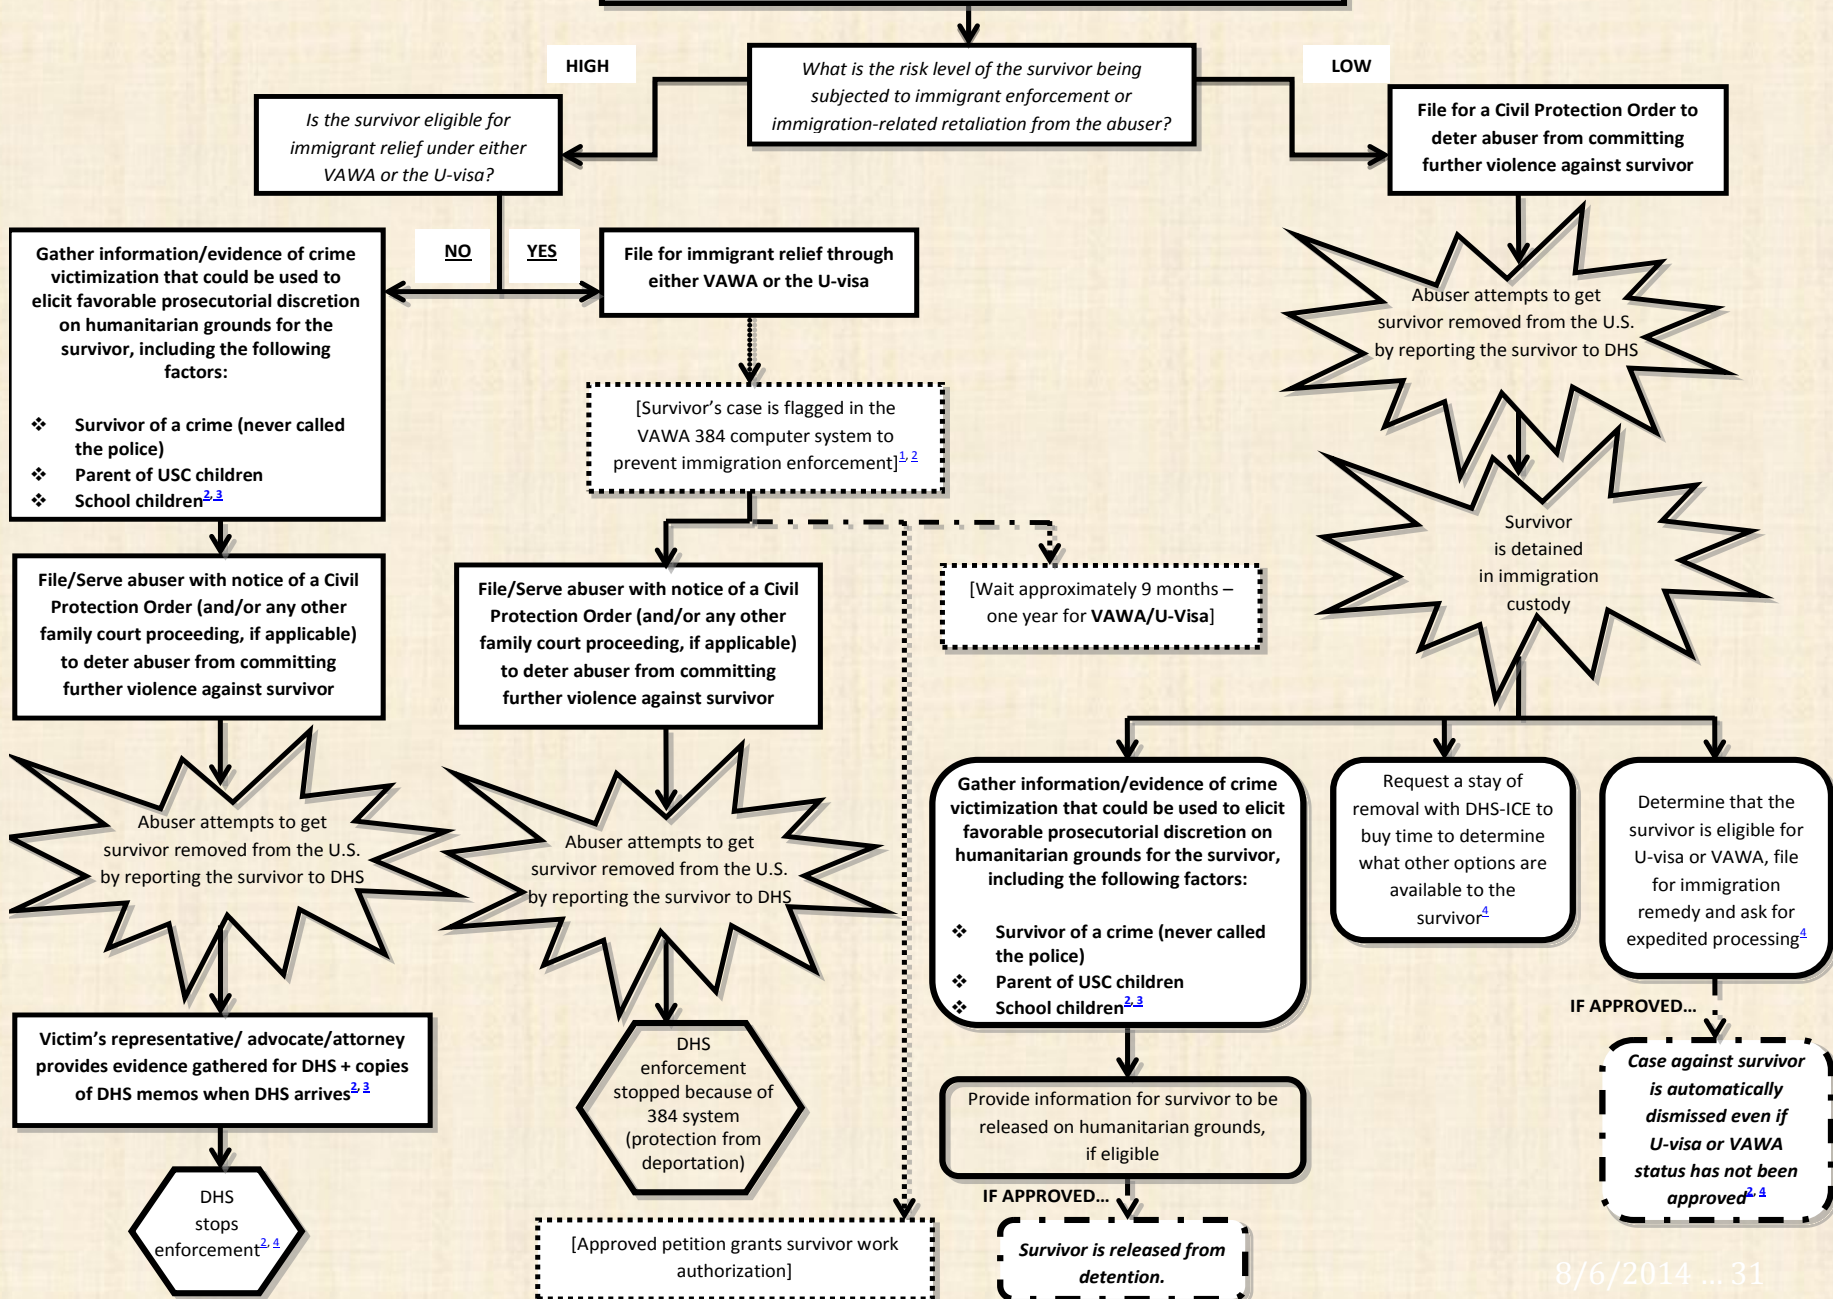 What is the risk level of the survivor being
subjected to immigrant enforcement or
immigration-related retaliation from the abuser?
HIGH
LOW
Is the survivor eligible for
immigrant relief under either
VAWA or the U-visa?
File for a Civil Protection Order to
deter abuser from committing
further violence against survivor
NO
YES
Gather information/evidence of crime
victimization that could be used to
elicit favorable prosecutorial discretion
on humanitarian grounds for the
survivor, including the following
factors:
❖ Survivor of a crime (never called
the police)
❖ Parent of USC children
❖ School children2, 3
File for immigrant relief through
either VAWA or the U-visa
Abuser attempts to get
survivor removed from the U.S.
by reporting the survivor to DHS
[Survivor's case is flagged in the
VAWA 384 computer system to
prevent immigration enforcement]1, 2
Survivor
is detained
in immigration
custody
File/Serve abuser with notice of a Civil
Protection Order (and/or any other
family court proceeding, if applicable)
to deter abuser from committing
further violence against survivor
File/Serve abuser with notice of a Civil
Protection Order (and/or any other
family court proceeding, if applicable)
to deter abuser from committing
further violence against survivor
[Wait approximately 9 months –
one year for VAWA/U-Visa]
Abuser attempts to get
survivor removed from the U.S.
by reporting the survivor to DHS
Abuser attempts to get
survivor removed from the U.S.
by reporting the survivor to DHS
Gather information/evidence of crime
victimization that could be used to elicit
favorable prosecutorial discretion on
humanitarian grounds for the survivor,
including the following factors:
❖ Survivor of a crime (never called
the police)
❖ Parent of USC children
❖ School children2, 3
Request a stay of
removal with DHS-ICE to
buy time to determine
what other options are
available to the
survivor4
Determine that the
survivor is eligible for
U-visa or VAWA, file
for immigration
remedy and ask for
expedited processing4
Victim's representative/ advocate/attorney
provides evidence gathered for DHS + copies
of DHS memos when DHS arrives2, 3
DHS
enforcement
stopped because of
384 system
(protection from
deportation)
IF APPROVED...
Case against survivor
is automatically
dismissed even if
U-visa or VAWA
status has not been
approved2, 4
Provide information for survivor to be
released on humanitarian grounds,
if eligible
DHS
stops
enforcement2, 4
IF APPROVED...
[Approved petition grants survivor work
authorization]
Survivor is released from
detention.
8/6/2014 ... 31